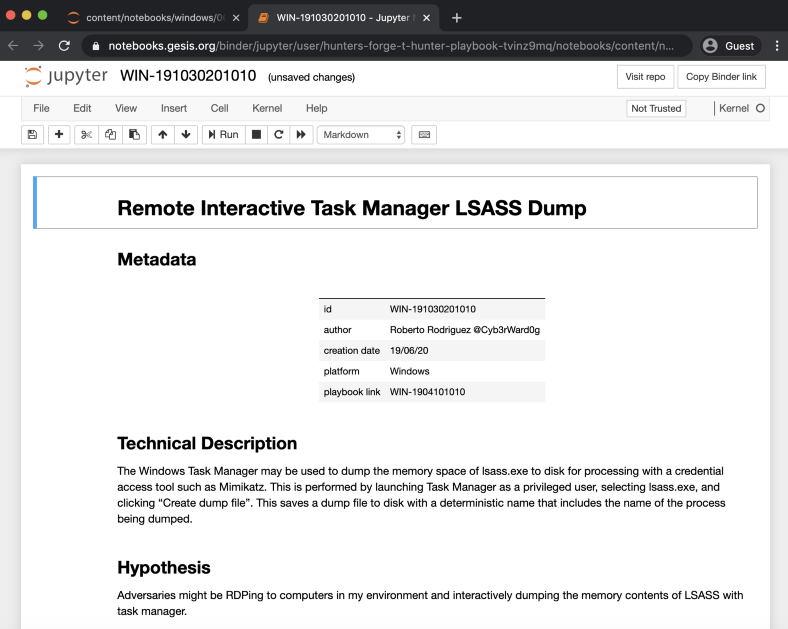 content/notebooks/windows/0
WIN-191030201010 - Jupyter
notebooks.gesis.org/binder/jupyter/user/hunters-forge-t-hunter-playbook-tvinz9mq/notebooks/content/n...
Guest
jupyter WIN-191030201010 (unsaved changes)
Visit repo Copy Binder link
File Edit View Insert Cell Kernel Help
Not Trusted Kernel
Run Markdown
Remote Interactive Task Manager LSASS Dump
Metadata
id WIN-191030201010
author Roberto Rodriguez @Cyb3rWard0g
creation date 19/06/20
platform Windows
playbook link WIN-1904101010
Technical Description
The Windows Task Manager may be used to dump the memory space of lsass.exe to disk for processing with a credential
access tool such as Mimikatz. This is performed by launching Task Manager as a privileged user, selecting lsass.exe, and
clicking “Create dump file”. This saves a dump file to disk with a deterministic name that includes the name of the process
being dumped.
Hypothesis
Adversaries might be RDPing to computers in my environment and interactively dumping the memory contents of LSASS with
task manager.